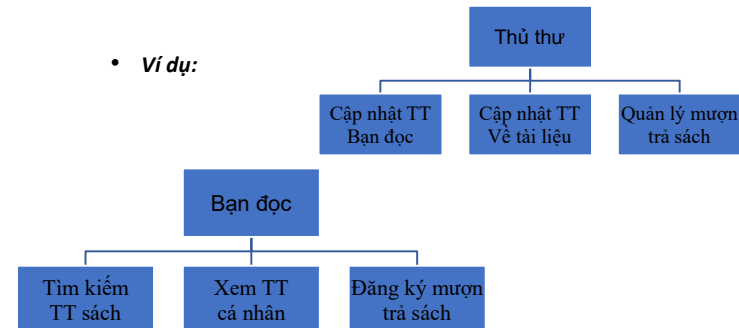 Thủ thư
• Ví dụ:
Cập nhật TT
Bạn đọc
Cập nhật TT
Về tài liệu
Quản lý mượn
trả sách
Bạn đọc
Tìm kiếm
TT sách
Xem TT
cá nhân
Đăng ký mượn
trả sách